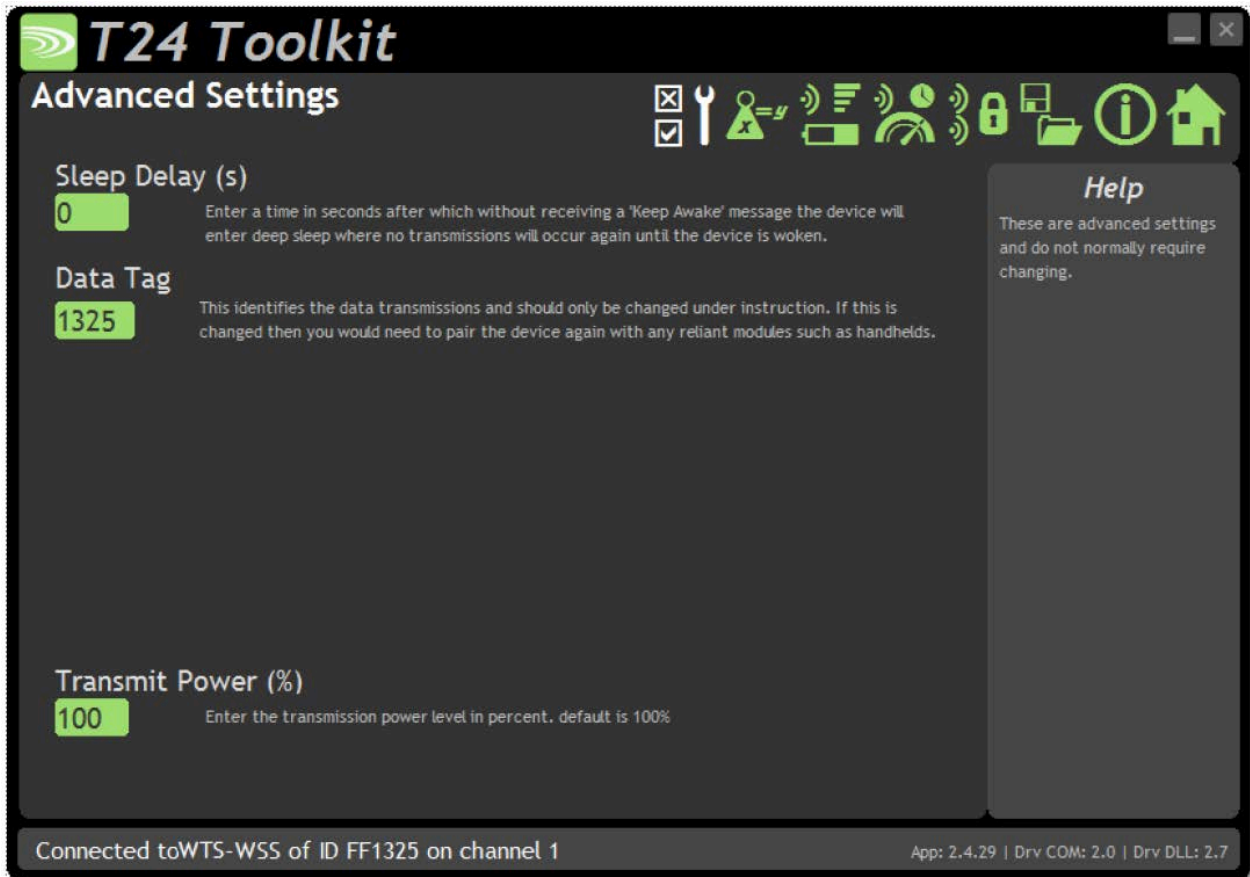 T24 Toolkit
Advanced Settings
x=y
Sleep Delay (s)
0
Enter a time in seconds after which without receiving a 'Keep Awake' message the device will
enter deep sleep where no transmissions will occur again until the device is woken.
Data Tag
1325
This identifies the data transmissions and should only be changed under instruction. If this is
changed then you would need to pair the device again with any reliant modules such as handhelds.
Transmit Power (%)
100
Enter the transmission power level in percent. default is 100%
Help
These are advanced settings
and do not normally require
changing.
Connected toWTS-WSS of ID FF1325 on channel 1
App: 2.4.29 | Drv COM: 2.0 | Drv DLL: 2.7